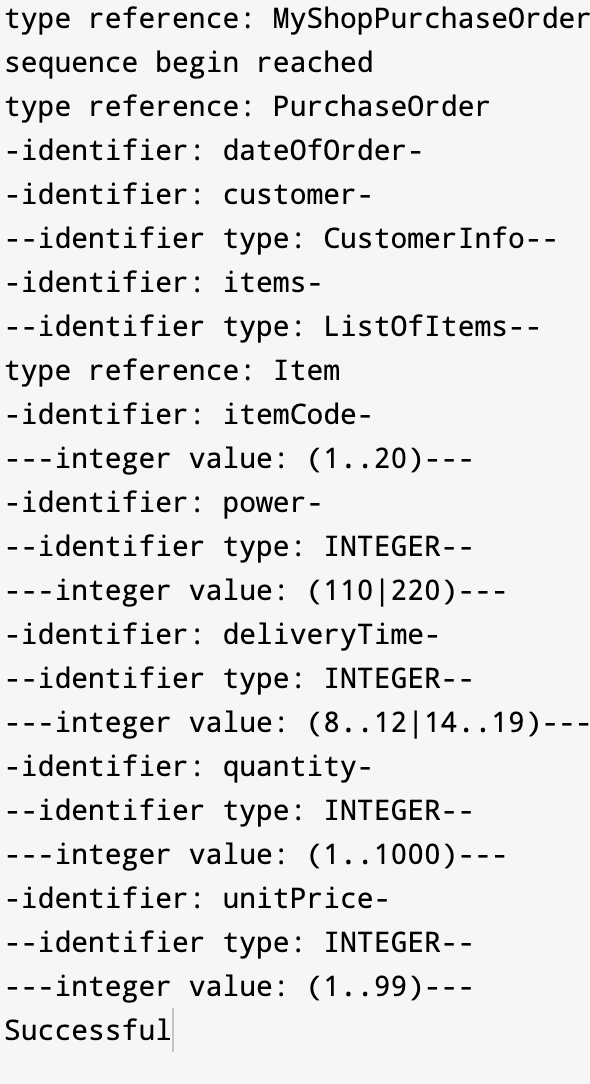 type reference: MyShopPurchaseOrder
sequence begin reached
type reference: PurchaseOrder
-identifier: dateOfOrder-
-identifier: customer-
--identifier type: CustomerInfo--
-identifier: items-
--identifier type: ListOfItems--
type reference: Item
-identifier: itemCode-
---integer value: (1..20)---
-identifier: power-
--identifier type: INTEGER--
---integer value: (110|220)---
-identifier: deliveryTime-
--identifier type: INTEGER--
---integer value: (8..12|14..19)---
-identifier: quantity-
--identifier type: INTEGER--
---integer value: (1..1000)---
-identifier: unitPrice-
--identifier type: INTEGER--
---integer value: (1..99)---
Successful